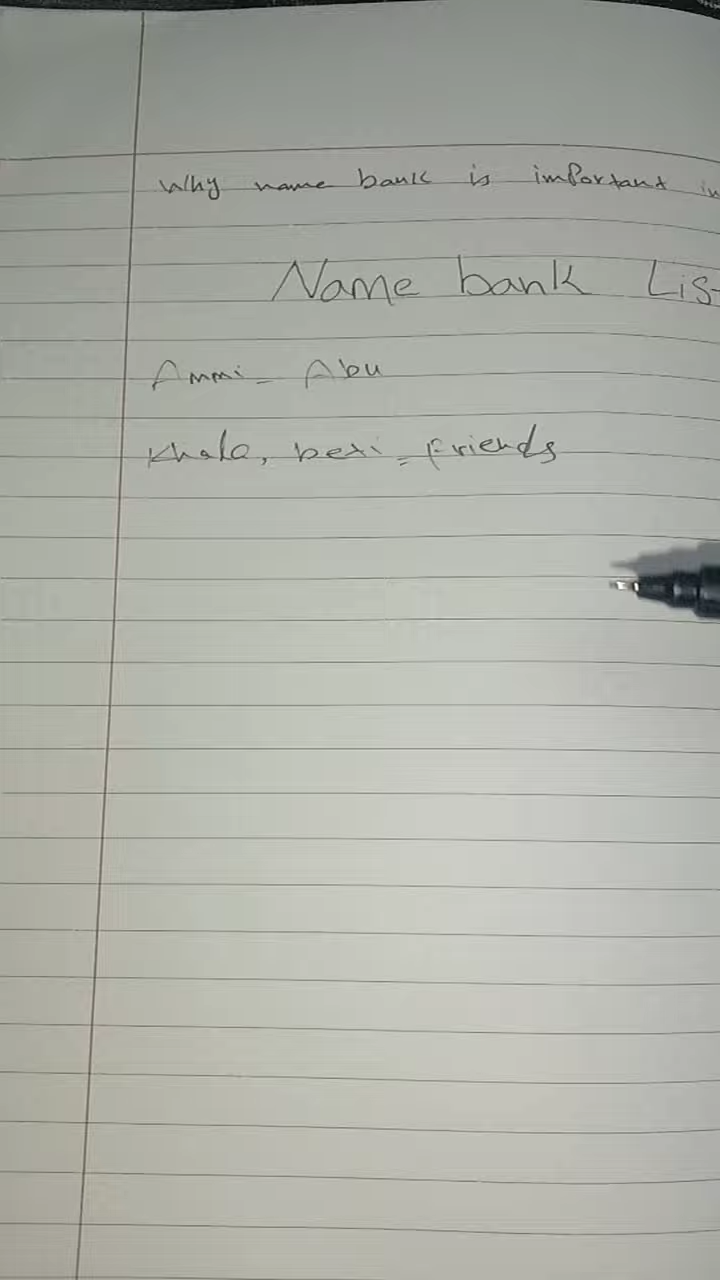 Why name bank is important in
Name bank Lis
Ammi - Abu
Khala, beti = friends